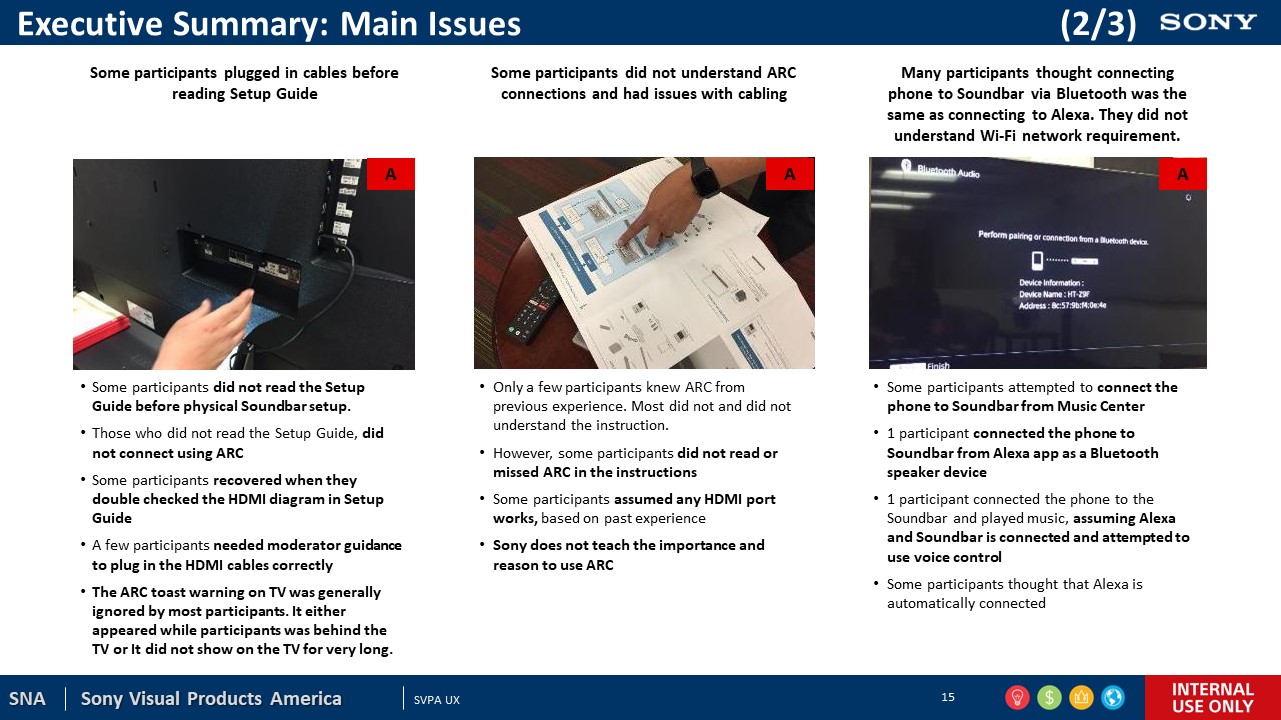 Executive Summary: Main Issues
(2/3)
SONY
Some participants plugged in cables before
reading Setup Guide
A
• Some participants did not read the Setup
Guide before physical Soundbar setup.
• Those who did not read the Setup Guide, did
not connect using ARC
• Some participants recovered when they
double checked the HDMI diagram in Setup
Guide
• A few participants needed moderator guidance
to plug in the HDMI cables correctly
• The ARC toast warning on TV was generally
ignored by most participants. It either
appeared while participants was behind the
TV or It did not show on the TV for very long.
Some participants did not understand ARC
connections and had issues with cabling
A
• Only a few participants knew ARC from
previous experience. Most did not and did not
understand the instruction.
• However, some participants did not read or
missed ARC in the instructions
• Some participants assumed any HDMI port
works, based on past experience
• Sony does not teach the importance and
reason to use ARC
Many participants thought connecting
phone to Soundbar via Bluetooth was the
same as connecting to Alexa. They did not
understand Wi-Fi network requirement.
A
Bluetooth Audio
Perform pairing or connection from a Bluetooth device.
Device Information :
Device Name : HT-Z9F
Address : 8c:57:9b:f4:0e:4e
Finish
• Some participants attempted to connect the
phone to Soundbar from Music Center
• 1 participant connected the phone to
Soundbar from Alexa app as a Bluetooth
speaker device
• 1 participant connected the phone to the
Soundbar and played music, assuming Alexa
and Soundbar is connected and attempted to
use voice control
• Some participants thought that Alexa is
automatically connected
SNA
Sony Visual Products America
SVPA UX
15
INTERNAL
USE ONLY